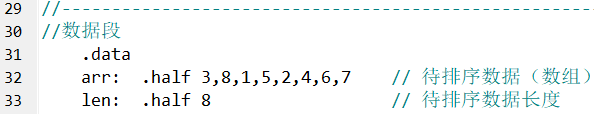 29 //------------------------------------------------------
30 //数据段
31 .data
32 arr: .half 3,8,1,5,2,4,6,7 // 待排序数据（数组）
33 len: .half 8 // 待排序数据长度